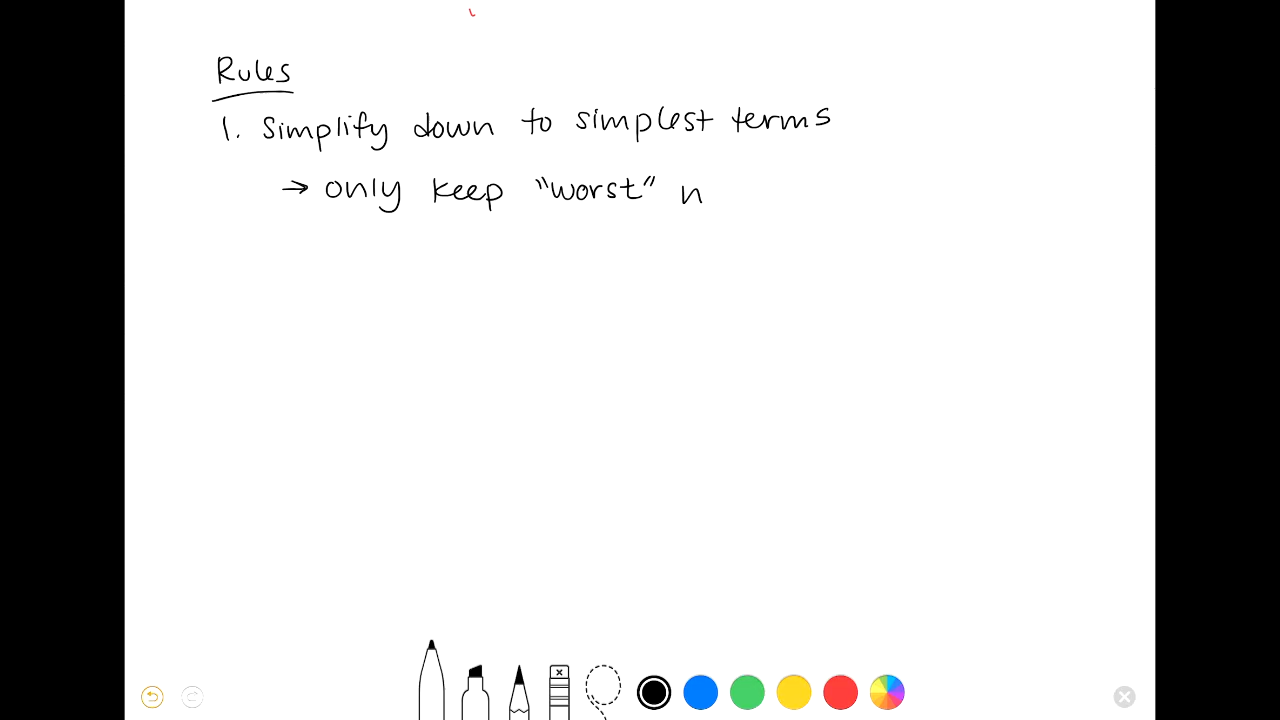 Rules
1. Simplify down to simplest terms
→ only keep "worst" n